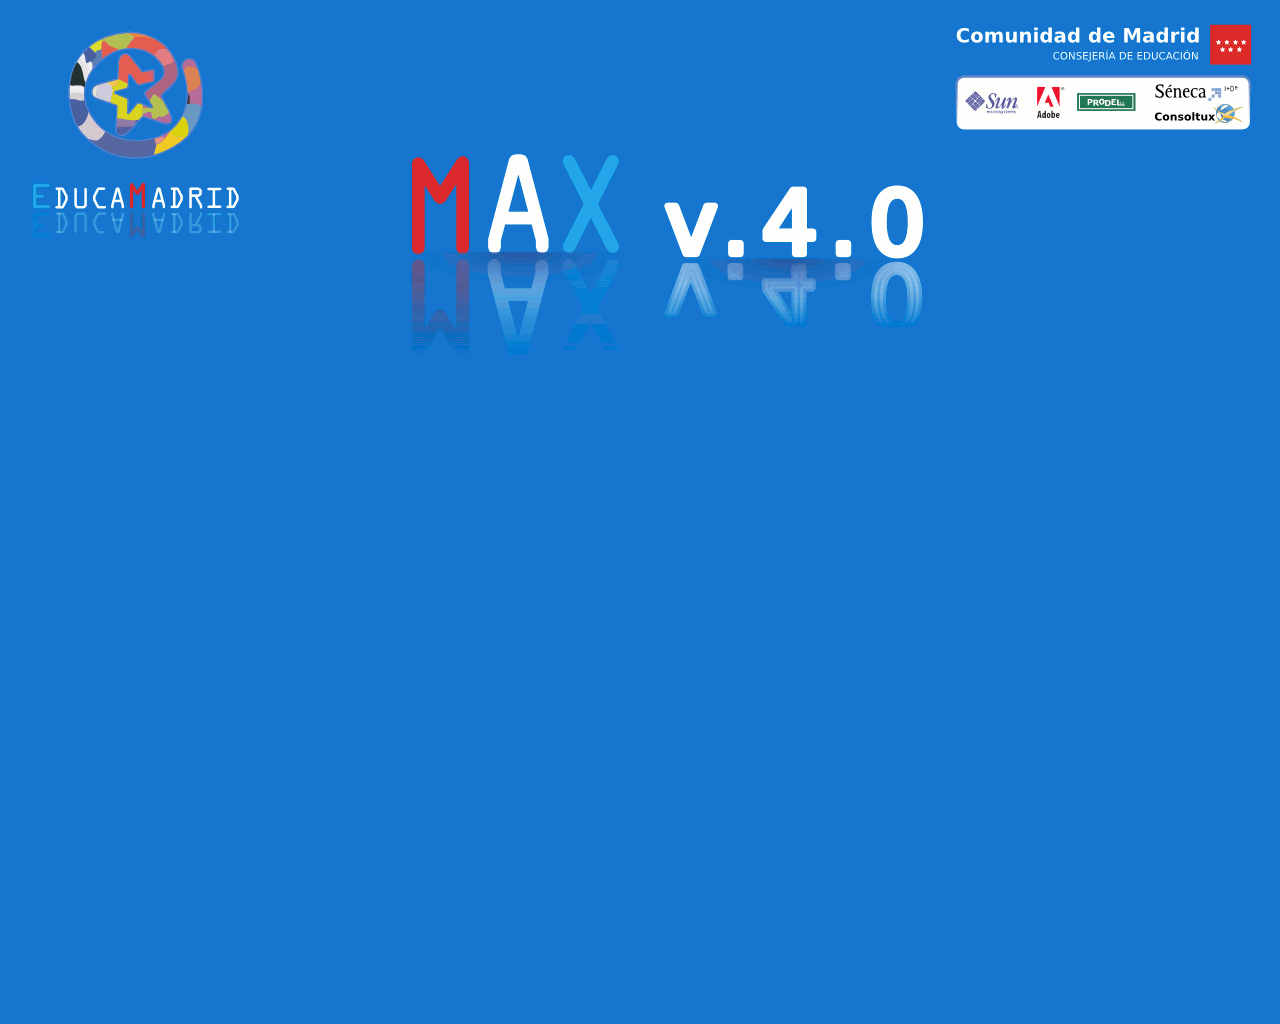 EDUCAMADRID
MAX v.4.0
Comunidad de Madrid
CONSEJERÍA DE EDUCACIÓN
Sun
microsystems
Adobe
PRODEL
Séneca I+D+i
Consoltux